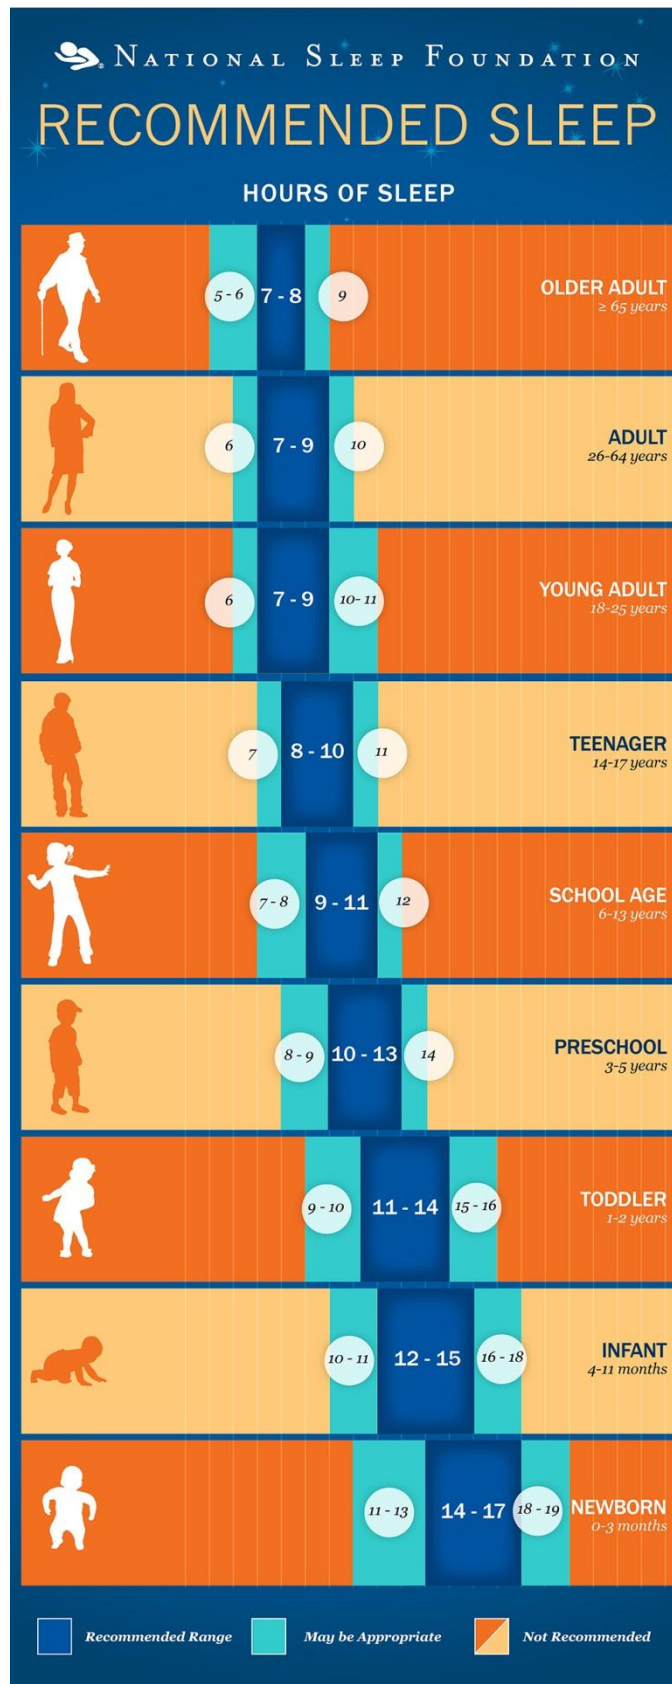 NATIONAL SLEEP FOUNDATION
RECOMMENDED SLEEP
HOURS OF SLEEP
5 - 6
7 - 8
9
OLDER ADULT
≥ 65 years
6
7 - 9
10
ADULT
26-64 years
6
7 - 9
10 - 11
YOUNG ADULT
18-25 years
7
8 - 10
11
TEENAGER
14-17 years
7 - 8
9 - 11
12
SCHOOL AGE
6-13 years
8 - 9
10 - 13
14
PRESCHOOL
3-5 years
9 - 10
11 - 14
15 - 16
TODDLER
1-2 years
10 - 11
12 - 15
16 - 18
INFANT
4-11 months
11 - 13
14 - 17
18 - 19
NEWBORN
0-3 months
Recommended Range
May be Appropriate
Not Recommended